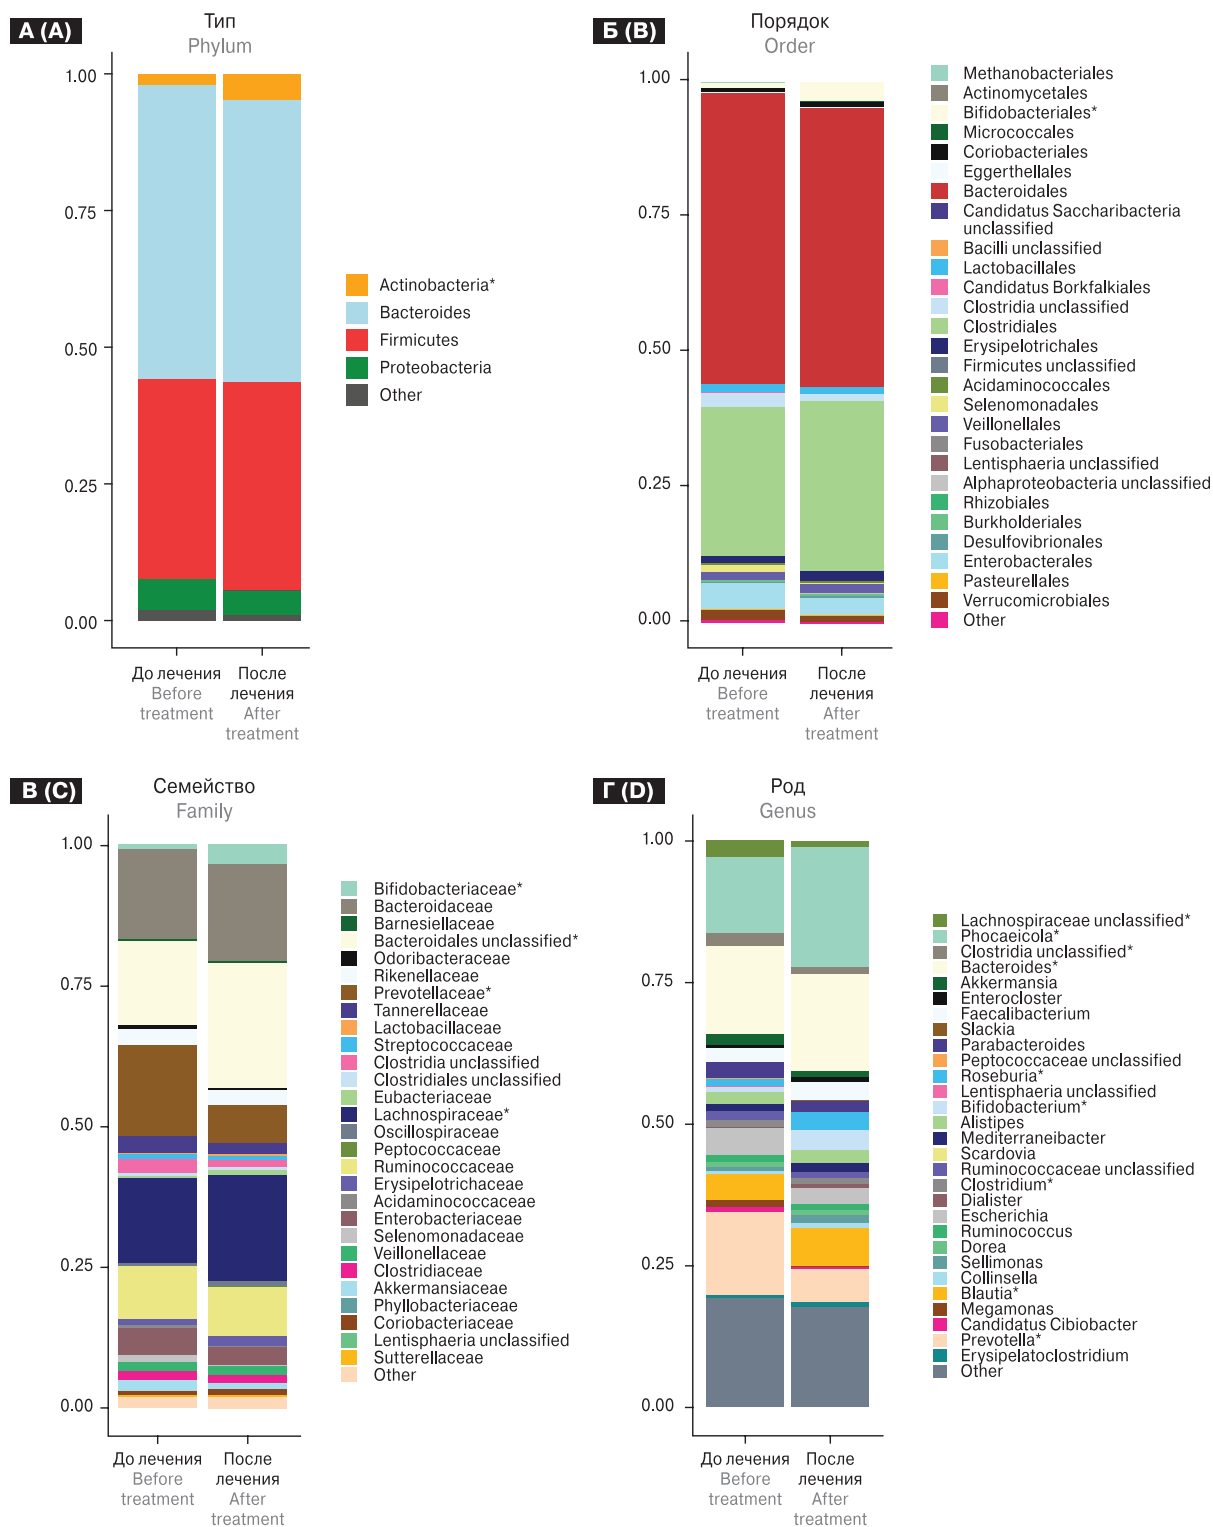 А (A)
Тип
Phylum
1.00
0.75
0.50
0.25
0.00
До лечения
Before
treatment
После
лечения
After
treatment
Actinobacteria*
Bacteroides
Firmicutes
Proteobacteria
Other
Б (B)
Порядок
Order
1.00
0.75
0.50
0.25
0.00
До лечения
Before
treatment
После
лечения
After
treatment
Methanobacteriales
Actinomycetales
Bifidobacteriales*
Micrococcales
Coriobacteriales
Eggerthellales
Bacteroidales
Candidatus Saccharibacteria
unclassified
Bacilli unclassified
Lactobacillales
Candidatus Borkfalkiales
Clostridia unclassified
Clostridiales
Erysipelotrichales
Firmicutes unclassified
Acidaminococcales
Selenomonadales
Veillonellales
Fusobacteriales
Lentisphaeria unclassified
Alphaproteobacteria unclassified
Rhizobiales
Burkholderiales
Desulfovibrionales
Enterobacterales
Pasteurellales
Verrucomicrobiales
Other
В (C)
Семейство
Family
1.00
0.75
0.50
0.25
0.00
До лечения
Before
treatment
После
лечения
After
treatment
Bifidobacteriaceae*
Bacteroidaceae
Barnesiellaceae
Bacteroidales unclassified*
Odoribacteraceae
Rikenellaceae
Prevotellaceae*
Tannerellaceae
Lactobacillaceae
Streptococcaceae
Clostridia unclassified
Clostridiales unclassified
Eubacteriaceae
Lachnospiraceae*
Oscillospiraceae
Peptococcaceae
Ruminococcaceae
Erysipelotrichaceae
Acidaminococcaceae
Enterobacteriaceae
Selenomonadaceae
Veillonellaceae
Clostridiaceae
Akkermansiaceae
Phyllobacteriaceae
Coriobacteriaceae
Lentisphaeria unclassified
Sutterellaceae
Other
Г (D)
Род
Genus
1.00
0.75
0.50
0.25
0.00
До лечения
Before
treatment
После
лечения
After
treatment
Lachnospiraceae unclassified*
Phocaeicola*
Clostridia unclassified*
Bacteroides*
Akkermansia
Enterocloster
Faecalibacterium
Slackia
Parabacteroides
Peptococcaceae unclassified
Roseburia*
Lentisphaeria unclassified
Bifidobacterium*
Alistipes
Mediterraneibacter
Scardovia
Ruminococcaceae unclassified
Clostridium*
Dialister
Escherichia
Ruminococcus
Dorea
Sellimonas
Collinsella
Blautia*
Megamonas
Candidatus Cibiobacter
Prevotella*
Erysipelatoclostridium
Other